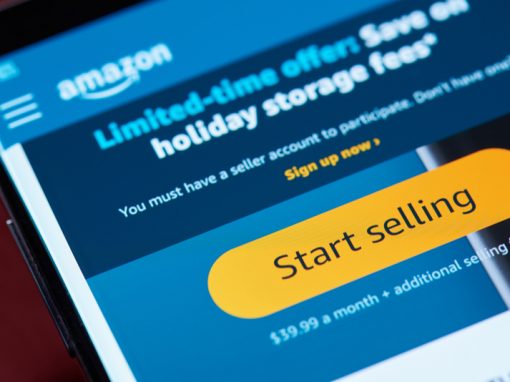 amazon
Limited-time offer: Save on
holiday storage fees*
You must have a seller account to participate. Don't have one?
Sign up now ›
Start selling
$39.99 a month + additional selling